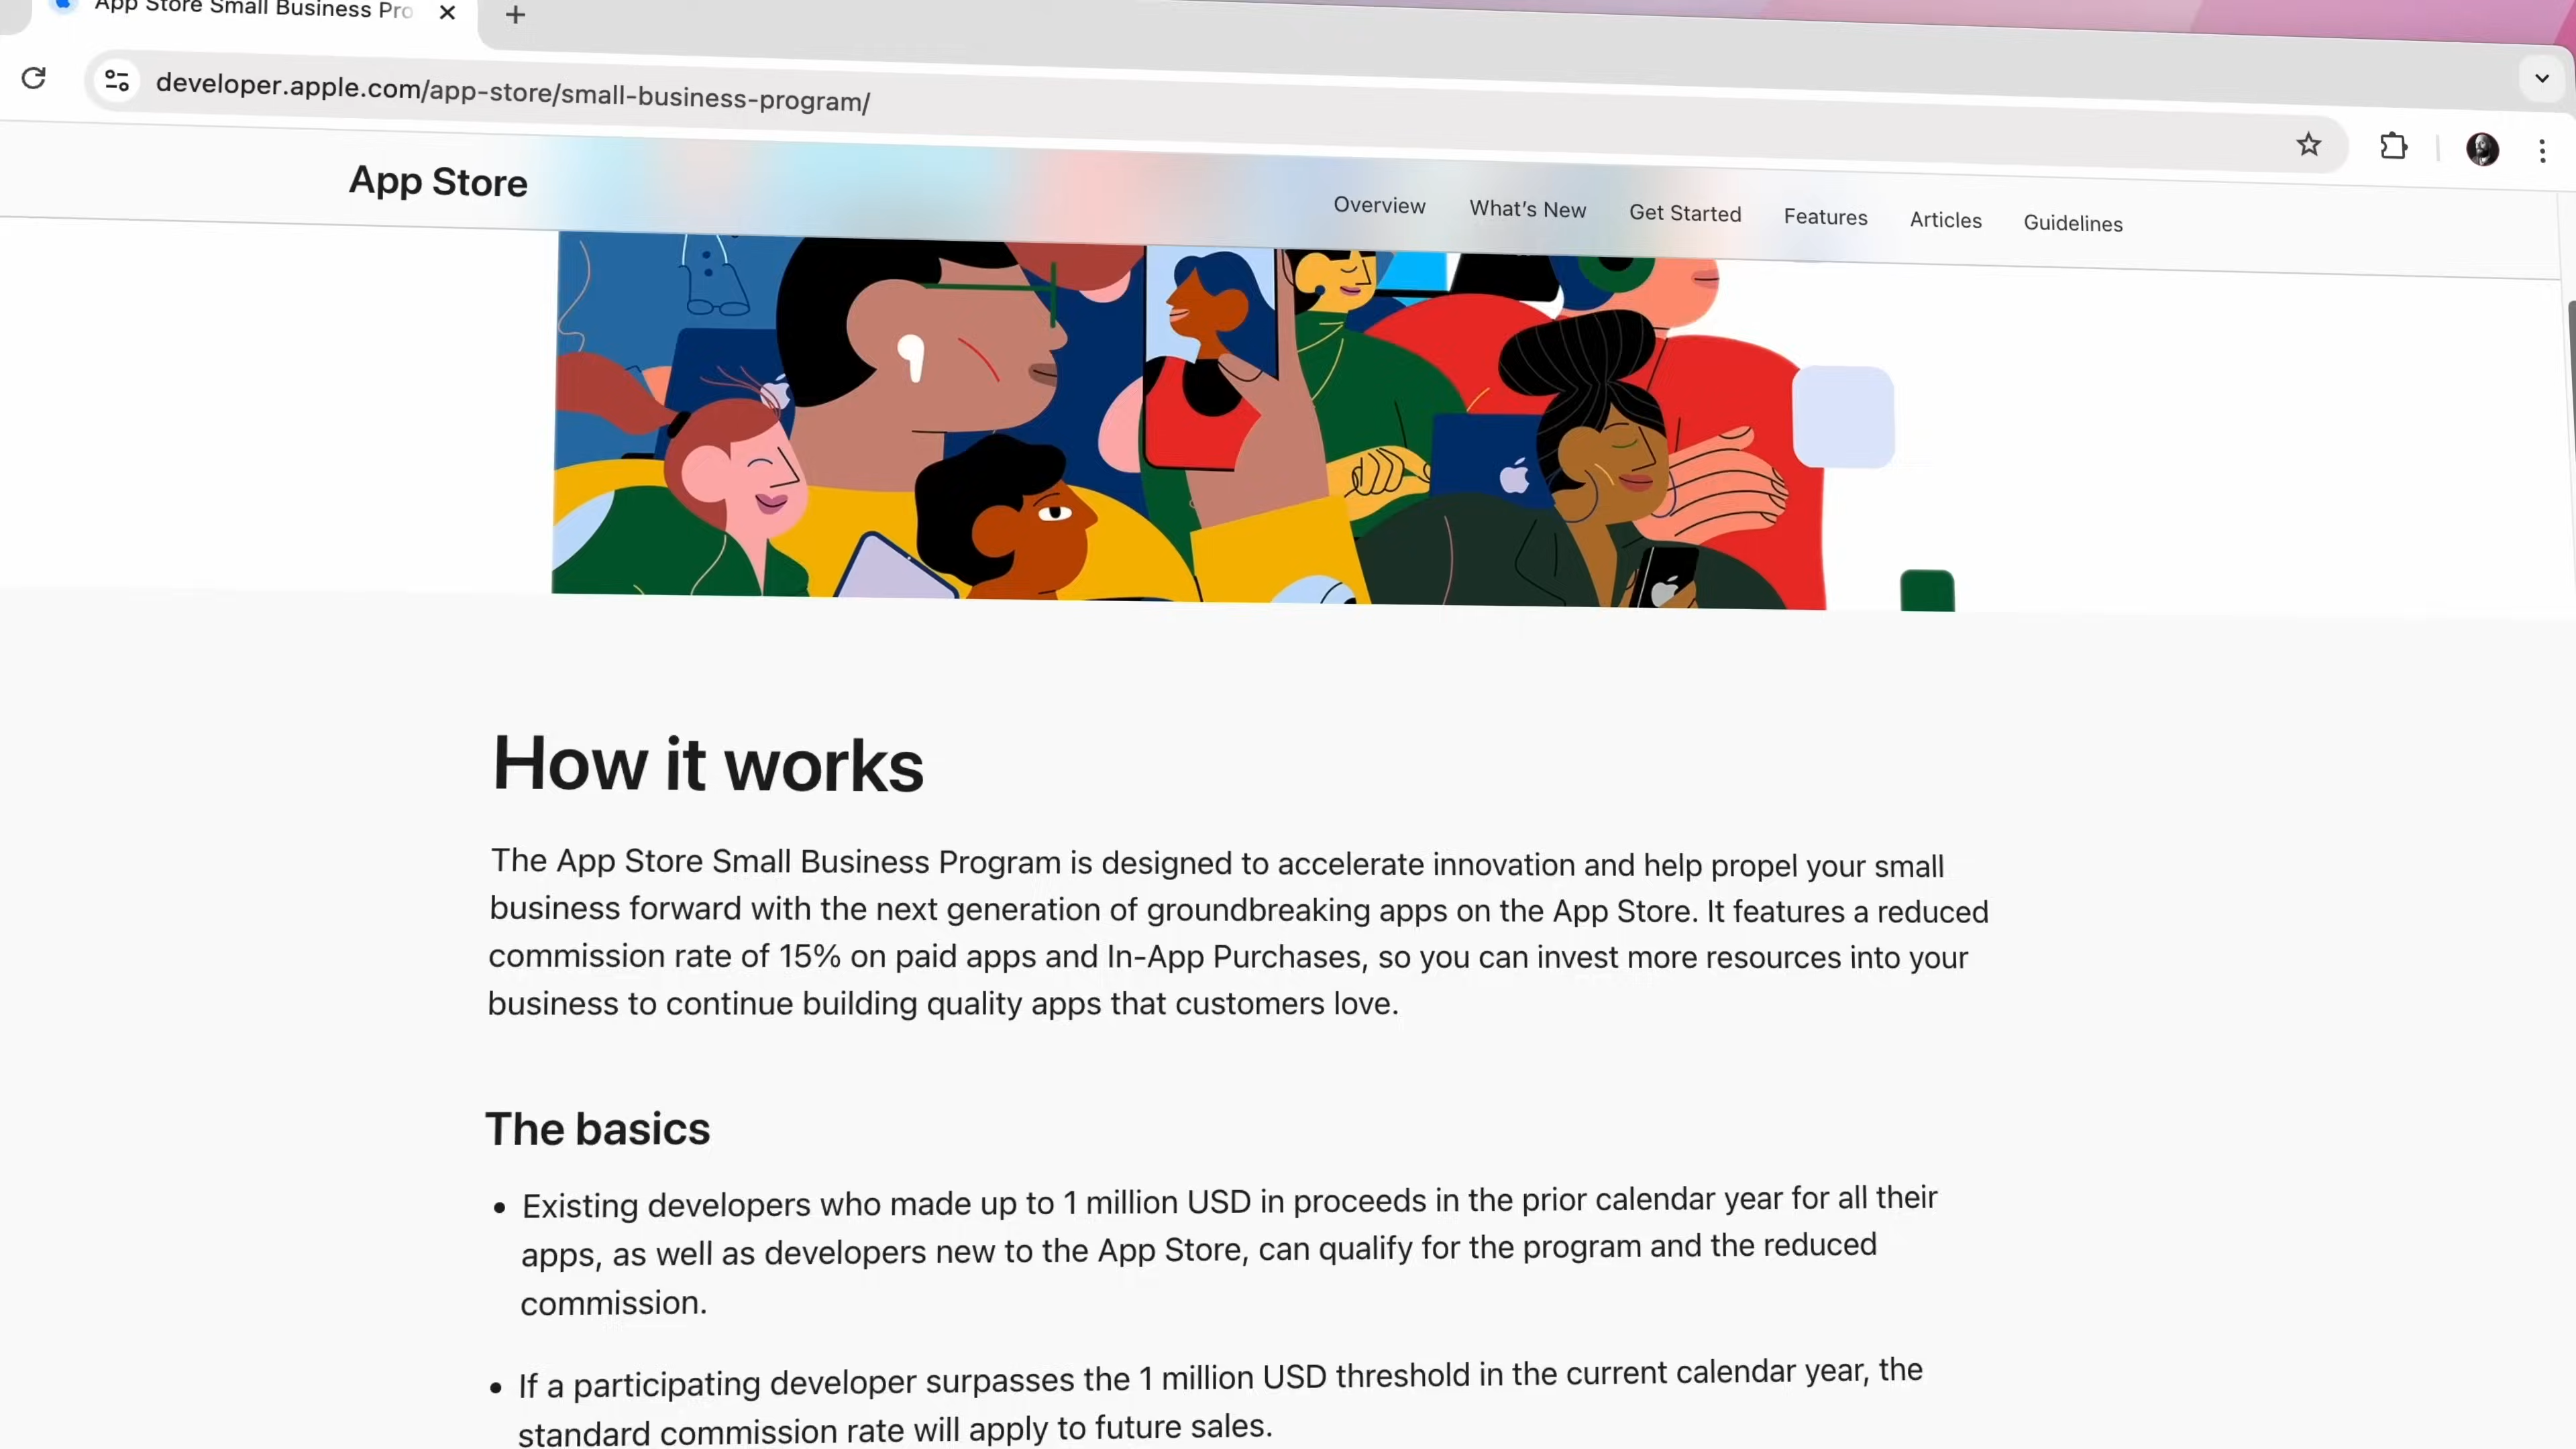 App Store Small Business Pro
developer.apple.com/app-store/small-business-program/
App Store
Overview
What's New
Get Started
Features
Articles
Guidelines
How it works
The App Store Small Business Program is designed to accelerate innovation and help propel your small
business forward with the next generation of groundbreaking apps on the App Store. It features a reduced
commission rate of 15% on paid apps and In-App Purchases, so you can invest more resources into your
business to continue building quality apps that customers love.
The basics
• Existing developers who made up to 1 million USD in proceeds in the prior calendar year for all their
apps, as well as developers new to the App Store, can qualify for the program and the reduced
commission.
• If a participating developer surpasses the 1 million USD threshold in the current calendar year, the
standard commission rate will apply to future sales.